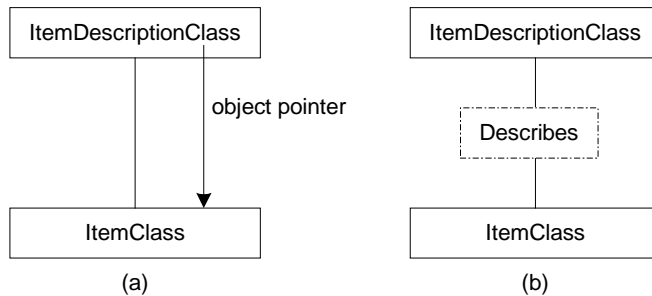 ItemDescriptionClass
object pointer
ItemClass
(a)
ItemDescriptionClass
Describes
ItemClass
(b)